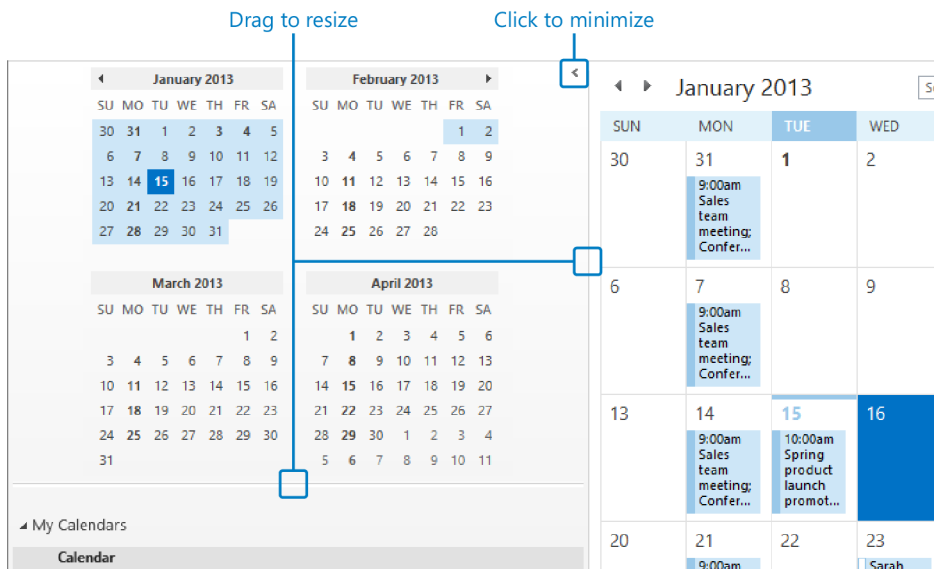 Drag to resize Click to minimize
January 2013 February 2013
SU MO TU WE TH FR SA SU MO TU WE TH FR SA
30 31 1 2 3 4 5 1 2
6 7 8 9 10 11 12 3 4 5 6 7 8 9
13 14 15 16 17 18 19 10 11 12 13 14 15 16
20 21 22 23 24 25 26 17 18 19 20 21 22 23
27 28 29 30 31 24 25 26 27 28
March 2013 April 2013
SU MO TU WE TH FR SA SU MO TU WE TH FR SA
1 2 1 2 3 4 5 6
3 4 5 6 7 8 9 7 8 9 10 11 12 13
10 11 12 13 14 15 16 14 15 16 17 18 19 20
17 18 19 20 21 22 23 21 22 23 24 25 26 27
24 25 26 27 28 29 30 28 29 30 1 2 3 4
31 5 6 7 8 9 10 11
My Calendars
Calendar
January 2013
SUN MON TUE WED
30 31 1 2
9:00am
Sales
team
meeting;
Confer...
6 7 8 9
9:00am
Sales
team
meeting;
Confer...
13 14 15 16
9:00am 10:00am
Sales Spring
team product
meeting; launch
Confer... promot...
20 21 22 23
9:00am Sarah